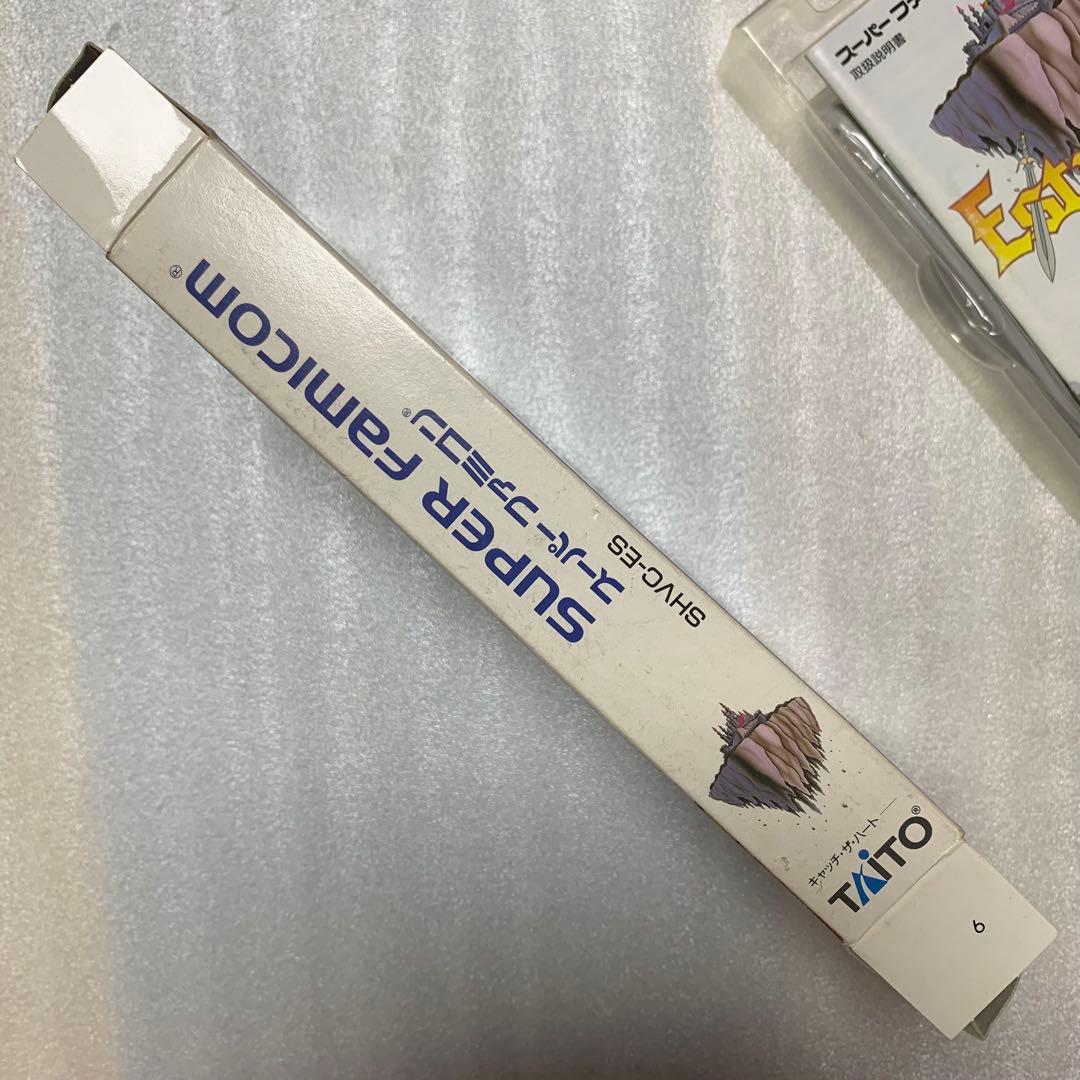 SUPER FAMICOM®
スーパーファミコン®
SHVC-ES
キャッチ・ザ・ハート
TAITO®
6
スーパーファ
取扱説明書
Est